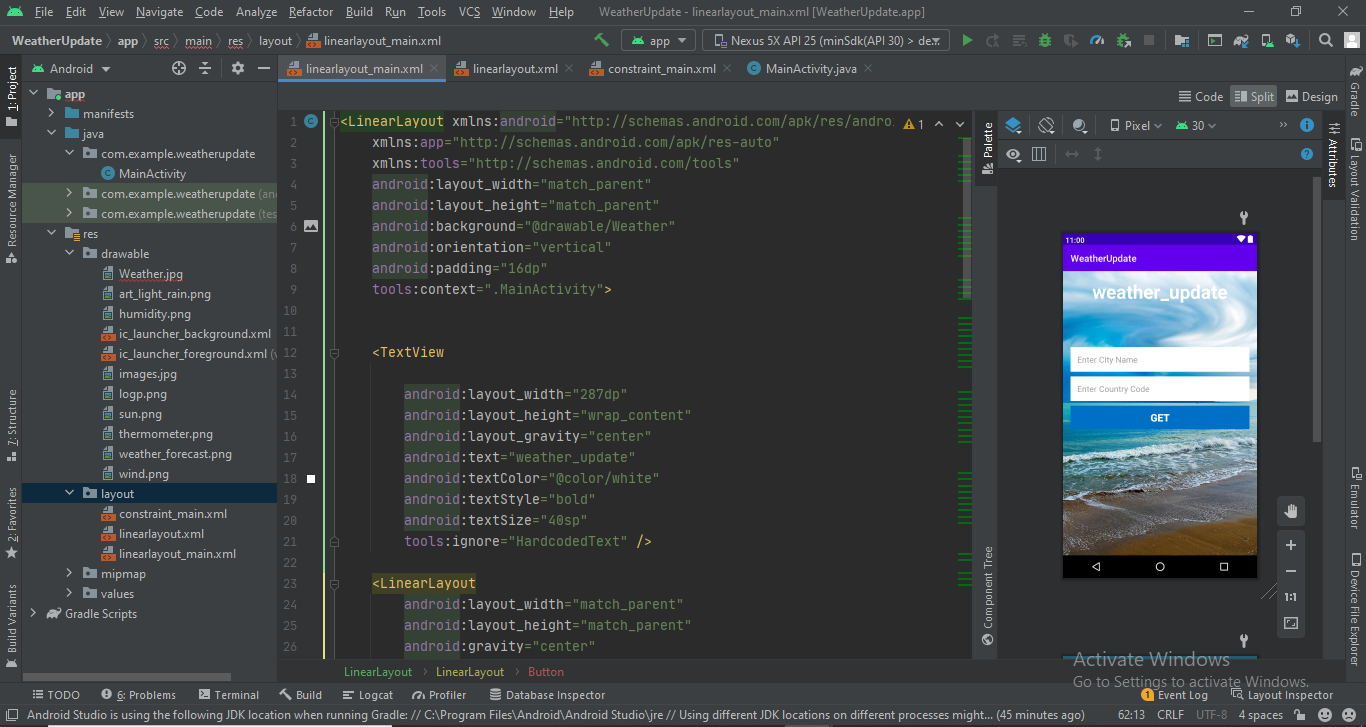 File Edit View Navigate Code Analyze Refactor Build Run Tools VCS Window Help WeatherUpdate - linearlayout_main.xml [WeatherUpdate.app]
WeatherUpdate app src main res layout linearlayout_main.xml app Nexus 5X API 25 (minSdk(API 30) > de
Android linearlayout_main.xml linearlayout.xml constraint_main.xml MainActivity.java
Code Split Design
1: Project
Resource Manager
7: Structure
2: Favorites
Build Variants
app
manifests
java
com.example.weatherupdate
MainActivity
com.example.weatherupdate (an
com.example.weatherupdate (tes
res
drawable
Weather.jpg
art_light_rain.png
humidity.png
ic_launcher_background.xml
ic_launcher_foreground.xml (v
images.jpg
logp.png
sun.png
thermometer.png
weather_forecast.png
wind.png
layout
constraint_main.xml
linearlayout.xml
linearlayout_main.xml
mipmap
values
Gradle Scripts
1 <LinearLayout xmlns:android="http://schemas.android.com/apk/res/andro 1
2 xmlns:app="http://schemas.android.com/apk/res-auto"
3 xmlns:tools="http://schemas.android.com/tools"
4 android:layout_width="match_parent"
5 android:layout_height="match_parent"
6 android:background="@drawable/Weather"
7 android:orientation="vertical"
8 android:padding="16dp"
9 tools:context=".MainActivity">
10
11
12 <TextView
13
14 android:layout_width="287dp"
15 android:layout_height="wrap_content"
16 android:layout_gravity="center"
17 android:text="weather_update"
18 android:textColor="@color/white"
19 android:textStyle="bold"
20 android:textSize="40sp"
21 tools:ignore="HardcodedText" />
22
23 <LinearLayout
24 android:layout_width="match_parent"
25 android:layout_height="match_parent"
26 android:gravity="center"
LinearLayout LinearLayout Button
Palette
Component Tree
Pixel 30
11:00
WeatherUpdate
weather_update
Enter City Name
Enter Country Code
GET
1:1
Attributes
Gradle
Layout Validation
Emulator
Device File Explorer
Activate Windows
Go to Settings to activate Windows.
TODO 6: Problems Terminal Build Logcat Profiler Database Inspector 1 Event Log Layout Inspector
Android Studio is using the following JDK location when running Gradle: // C:\Program Files\Android\Android Studio\jre // Using different JDK locations on different processes might... (45 minutes ago) 62:13 CRLF UTF-8 4 spaces